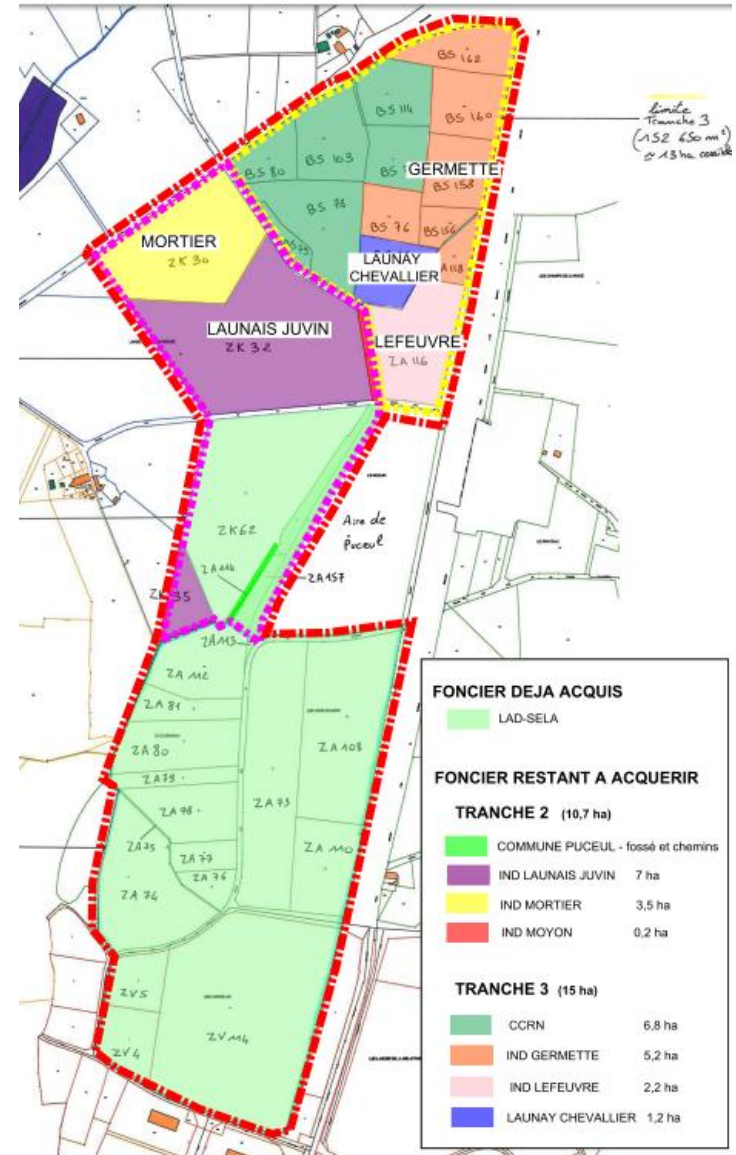 BS 162
BS 114
BS 160
limite
Tranche 3
(152 650 m²)
≈ 13 ha
BS 103
BS 80
GERMETTE
BS 158
BS 78
BS 76
BS 156
MORTIER
ZK 30
LAUNAY
CHEVALLIER
LAUNAIS JUVIN
ZK 32
LEFEUVRE
ZA 116
ZK62
Aire de
Puceul
ZA 114
ZA 157
ZK 35
ZA 113
ZA 112
ZA 81
ZA 80
ZA 108
ZA 79
ZA 73
ZA 78
ZA 75
ZA 77
ZA 110
ZA 76
ZA 74
ZV 5
ZV 114
ZV 4
FONCIER DEJA ACQUIS
LAD-SELA
FONCIER RESTANT A ACQUERIR
TRANCHE 2 (10,7 ha)
COMMUNE PUCEUL - fossé et chemins
IND LAUNAIS JUVIN 7 ha
IND MORTIER 3,5 ha
IND MOYON 0,2 ha
TRANCHE 3 (15 ha)
CCRN 6,8 ha
IND GERMETTE 5,2 ha
IND LEFEUVRE 2,2 ha
LAUNAY CHEVALLIER 1,2 ha